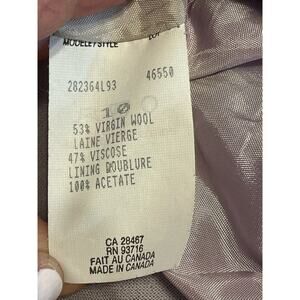 MODELE/STYLE LOT
282364L93 46550
10
53% VIRGIN WOOL
LAINE VIERGE
47% VISCOSE
LINING DOUBLURE
100% ACETATE
CA 28467
RN 93716
FAIT AU CANADA
MADE IN CANADA